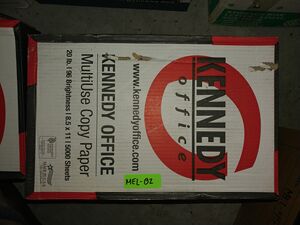 KENNEDY
office
www.kennedyoffice.com
KENNEDY OFFICE
MultiUse Copy Paper
20 lb. | 96 Brightness | 8.5 x 11 | 5000 Sheets
MEL-02